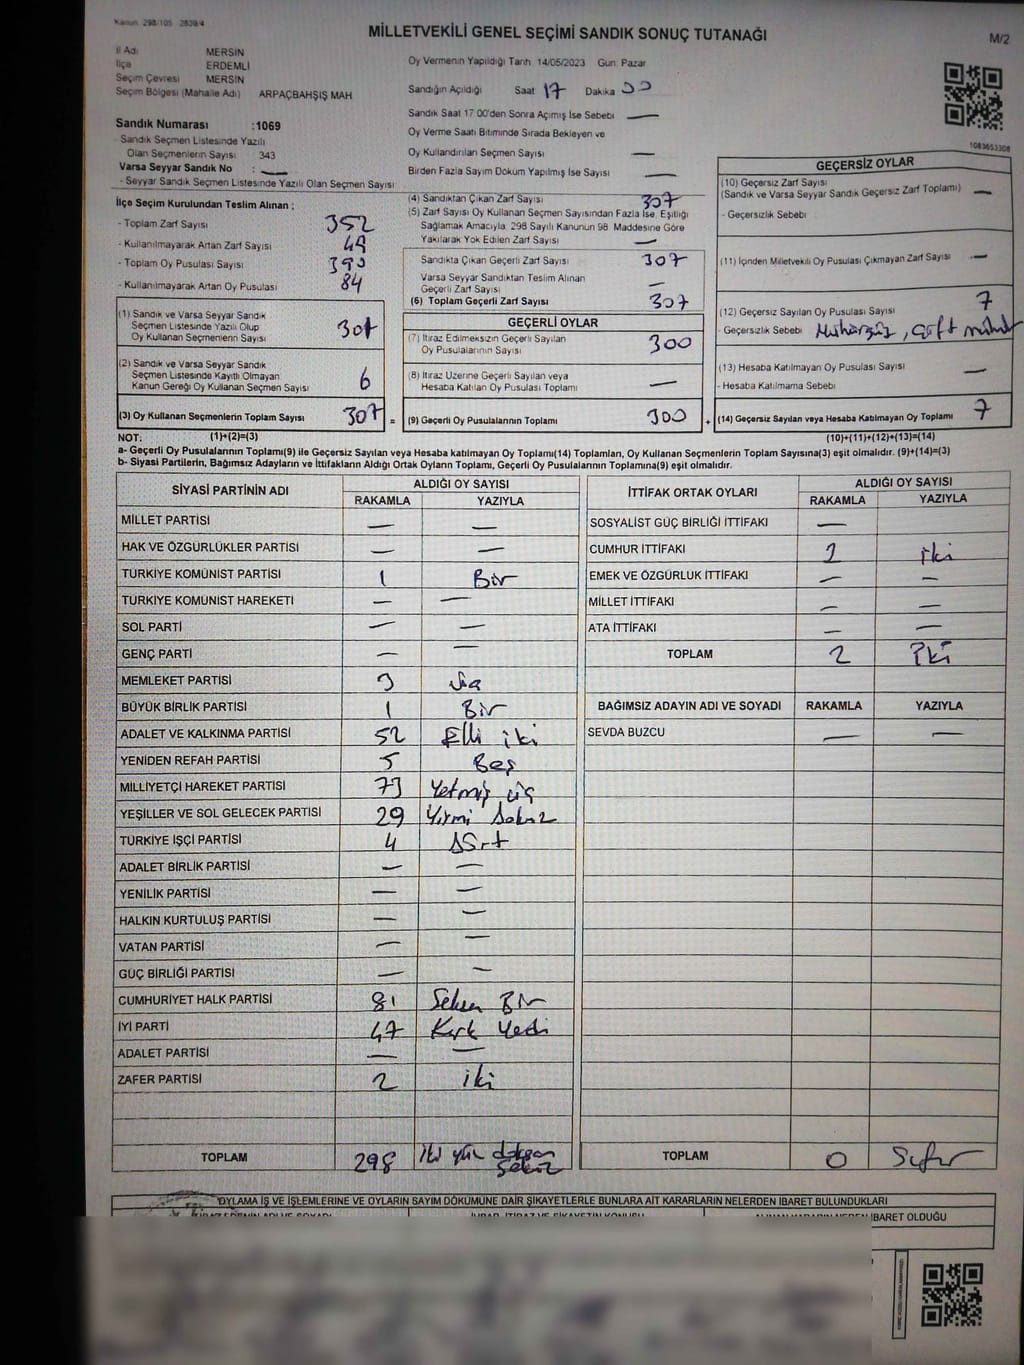 Kanun 298/105 2839/4
MİLLETVEKİLİ GENEL SEÇİMİ SANDIK SONUÇ TUTANAĞI
M/2
İl Adı MERSİN
İlçe ERDEMLİ
Seçim Çevresi MERSİN
Seçim Bölgesi (Mahalle Adı) ARPAÇBAHŞİŞ MAH
Oy Vermenin Yapıldığı Tarih 14/05/2023 Gün: Pazar
Sandığın Açıldığı Saat 17 Dakika 00
Sandık Saat 17 00'den Sonra Açımış İse Sebebi —
Oy Verme Saati Bitiminde Sırada Bekleyen ve
Oy Kullandırılan Seçmen Sayısı —
Birden Fazla Sayım Döküm Yapılmış İse Sayısı —
1083653308
Sandık Numarası :1069
- Sandık Seçmen Listesinde Yazılı
Olan Seçmenlerin Sayısı 343
Varsa Seyyar Sandık No : —
- Seyyar Sandık Seçmen Listesinde Yazılı Olan Seçmen Sayısı
İlçe Seçim Kurulundan Teslim Alınan ;
- Toplam Zarf Sayısı 352
- Kullanılmayarak Artan Zarf Sayısı
- Toplam Oy Pusulası Sayısı 390
- Kullanılmayarak Artan Oy Pusulası 84
(1) Sandık ve Varsa Seyyar Sandık
Seçmen Listesinde Yazılı Olup
Oy Kullanan Seçmenlerin Sayısı
(2) Sandık ve Varsa Seyyar Sandık
Seçmen Listesinde Kayıtlı Olmayan
Kanun Gereği Oy Kullanan Seçmen Sayısı 6
(3) Oy Kullanan Seçmenlerin Toplam Sayısı 307 =
(4) Sandıktan Çıkan Zarf Sayısı 307
(5) Zarf Sayısı Oy Kullanan Seçmen Sayısından Fazla İse, Eşitliği
Sağlamak Amacıyla, 298 Sayılı Kanunun 98. Maddesine Göre
Yakılarak Yok Edilen Zarf Sayısı —
Sandıkta Çıkan Geçerli Zarf Sayısı 307
Varsa Seyyar Sandıktan Teslim Alınan
Geçerli Zarf Sayısı —
(6) Toplam Geçerli Zarf Sayısı 307
GEÇERLİ OYLAR
(7) İtiraz Edilmeksizin Geçerli Sayılan
Oy Pusulalarının Sayısı 300
(8) İtiraz Üzerine Geçerli Sayılan veya
Hesaba Katılan Oy Pusulası Toplamı —
(9) Geçerli Oy Pusulalarının Toplamı 300 +
GEÇERSİZ OYLAR
(10) Geçersiz Zarf Sayısı
(Sandık ve Varsa Seyyar Sandık Geçersiz Zarf Toplamı) —
- Geçersizlik Sebebi
(11) İçinden Milletvekili Oy Pusulası Çıkmayan Zarf Sayısı —
(12) Geçersiz Sayılan Oy Pusulası Sayısı 7
- Geçersizlik Sebebi Mühürsüz, çift mühür
(13) Hesaba Katılmayan Oy Pusulası Sayısı —
- Hesaba Katılmama Sebebi
(14) Geçersiz Sayılan veya Hesaba Katılmayan Oy Toplamı 7
NOT: (1)+(2)=(3) (10)+(11)+(12)+(13)=(14)
a- Geçerli Oy Pusulalarının Toplamı(9) ile Geçersiz Sayılan veya Hesaba katılmayan Oy Toplamı(14) Toplamları, Oy Kullanan Seçmenlerin Toplam Sayısına(3) eşit olmalıdır. (9)+(14)=(3)
b- Siyasi Partilerin, Bağımsız Adayların ve İttifakların Aldığı Ortak Oyların Toplamı, Geçerli Oy Pusulalarının Toplamına(9) eşit olmalıdır.
SİYASİ PARTİNİN ADI ALDIĞI OY SAYISI
RAKAMLA YAZIYLA
MİLLET PARTİSİ — —
HAK VE ÖZGÜRLÜKLER PARTİSİ — —
TÜRKİYE KOMÜNİST PARTİSİ 1 Bir
TÜRKİYE KOMÜNİST HAREKETİ — —
SOL PARTİ — —
GENÇ PARTİ — —
MEMLEKET PARTİSİ 3 Üç
BÜYÜK BİRLİK PARTİSİ 1 Bir
ADALET VE KALKINMA PARTİSİ 52 Elli iki
YENİDEN REFAH PARTİSİ 5 Beş
MİLLİYETÇİ HAREKET PARTİSİ 73 Yetmiş üç
YEŞİLLER VE SOL GELECEK PARTİSİ 29 Yirmi
TÜRKİYE İŞÇİ PARTİSİ 4 Dört
ADALET BİRLİK PARTİSİ — —
YENİLİK PARTİSİ — —
HALKIN KURTULUŞ PARTİSİ — —
VATAN PARTİSİ — —
GÜÇ BİRLİĞİ PARTİSİ — —
CUMHURİYET HALK PARTİSİ 81 Seksen Bir
İYİ PARTİ 47 Kırk Yedi
ADALET PARTİSİ — —
ZAFER PARTİSİ 2 iki
TOPLAM 298 iki yüz doksan sekiz
İTTİFAK ORTAK OYLARI ALDIĞI OY SAYISI
RAKAMLA YAZIYLA
SOSYALİST GÜÇ BİRLİĞİ İTTİFAKI —
CUMHUR İTTİFAKI 2 iki
EMEK VE ÖZGÜRLÜK İTTİFAKI — —
MİLLET İTTİFAKI — —
ATA İTTİFAKI — —
TOPLAM 2 İki
BAĞIMSIZ ADAYIN ADI VE SOYADI RAKAMLA YAZIYLA
SEVDA BUZCU — —
TOPLAM 0 Sıfır
OYLAMA İŞ VE İŞLEMLERİNE VE OYLARIN SAYIM DÖKÜMÜNE DAİR ŞİKAYETLERLE BUNLARA AİT KARARLARIN NELERDEN İBARET BULUNDUKLARI
İBARET OLDUĞU